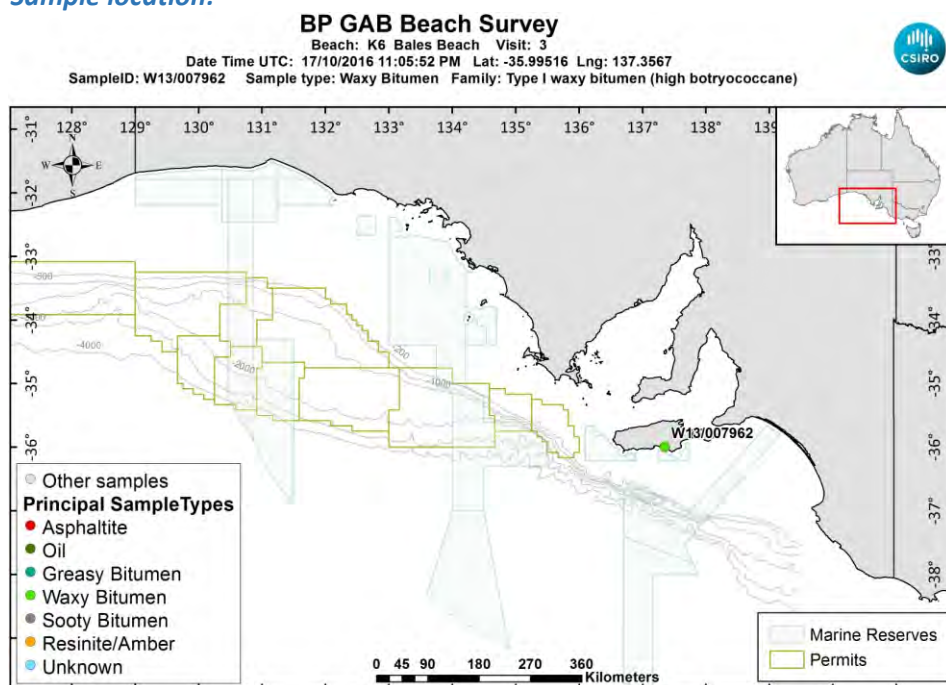 Sample location:
BP GAB Beach Survey
Beach: K6 Bales Beach Visit: 3
Date Time UTC: 17/10/2016 11:05:52 PM Lat: -35.99516 Lng: 137.3567
SampleID: W13/007962 Sample type: Waxy Bitumen Family: Type I waxy bitumen (high botryococcane)
CSIRO
128° 129° 130° 131° 132° 133° 134° 135° 136° 137° 138° 139°
-31°
N
W E
S
-32°
-33°
-34°
-35°
-36°
-37°
-38°
-33°
-34°
-35°
-36°
-37°
-38°
-4000
-2000
-200
-1000
W13/007962
Other samples
Principal SampleTypes
Asphaltite
Oil
Greasy Bitumen
Waxy Bitumen
Sooty Bitumen
Resinite/Amber
Unknown
0 45 90 180 270 360
Kilometers
Marine Reserves
Permits